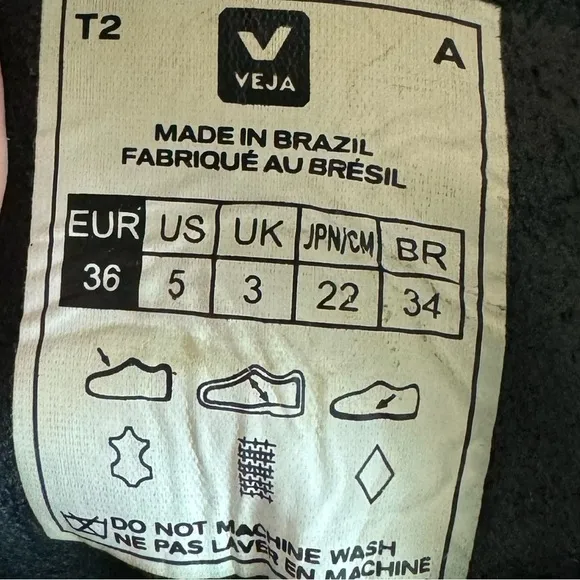 T2 A
VEJA
MADE IN BRAZIL
FABRIQUÉ AU BRÉSIL
EUR US UK JPN/CM BR
36 5 3 22 34
DO NOT MACHINE WASH
NE PAS LAVER EN MACHINE